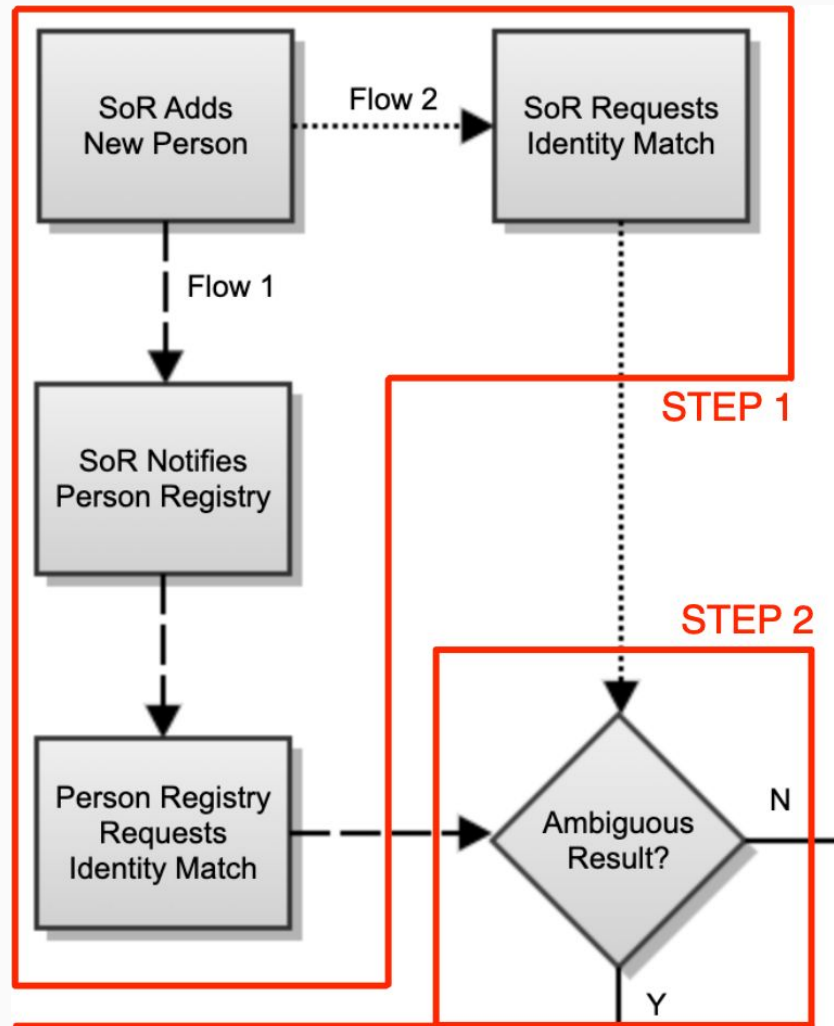 SoR Adds
New Person
Flow 2
SoR Requests
Identity Match
Flow 1
STEP 1
SoR Notifies
Person Registry
STEP 2
Person Registry
Requests
Identity Match
Ambiguous
Result?
N
Y